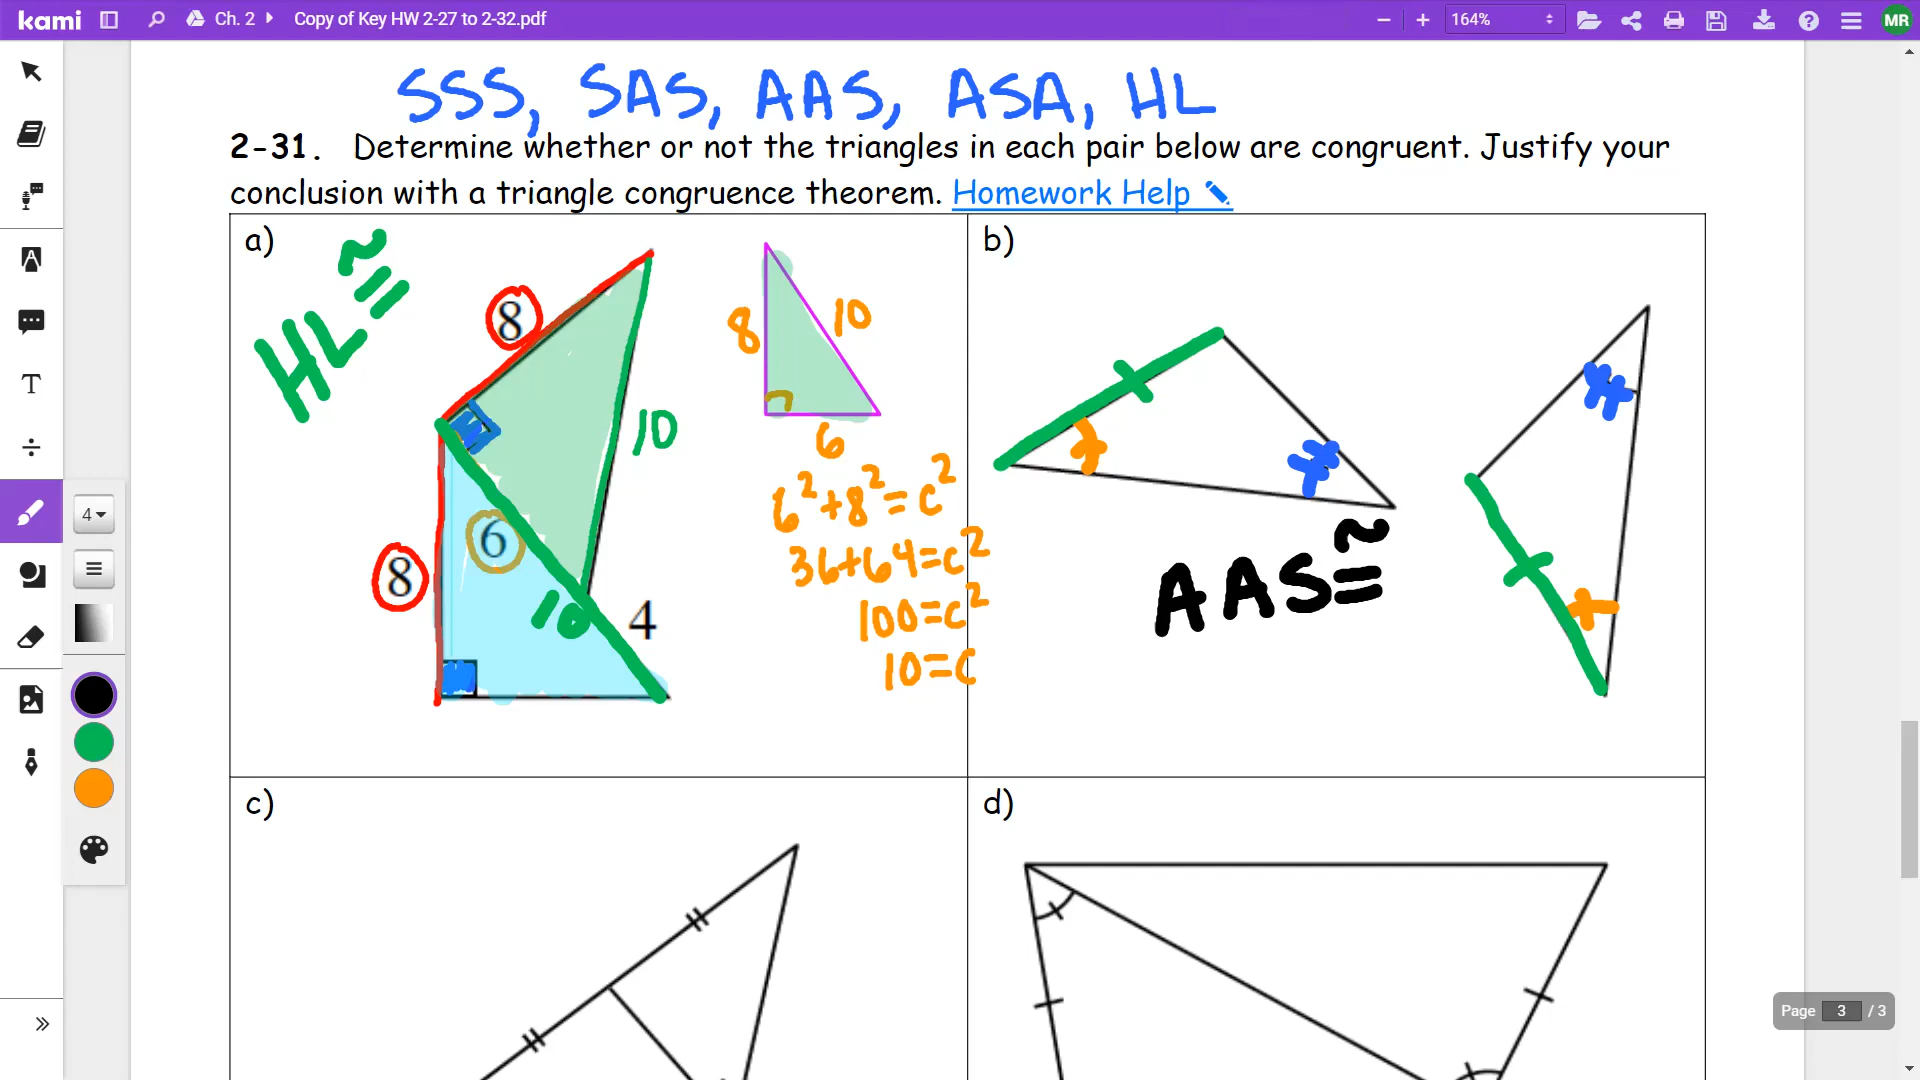 kami Ch. 2 Copy of Key HW 2-27 to 2-32.pdf 164% MR
SSS, SAS, AAS, ASA, HL
2-31. Determine whether or not the triangles in each pair below are congruent. Justify your
conclusion with a triangle congruence theorem. Homework Help
a)
HL ≅
8
10
8
6
10
4
8
10
6
6² + 8² = c²
36 + 64 = c²
100 = c²
10 = c
b)
AAS ≅
c)
d)
4
Page 3 / 3